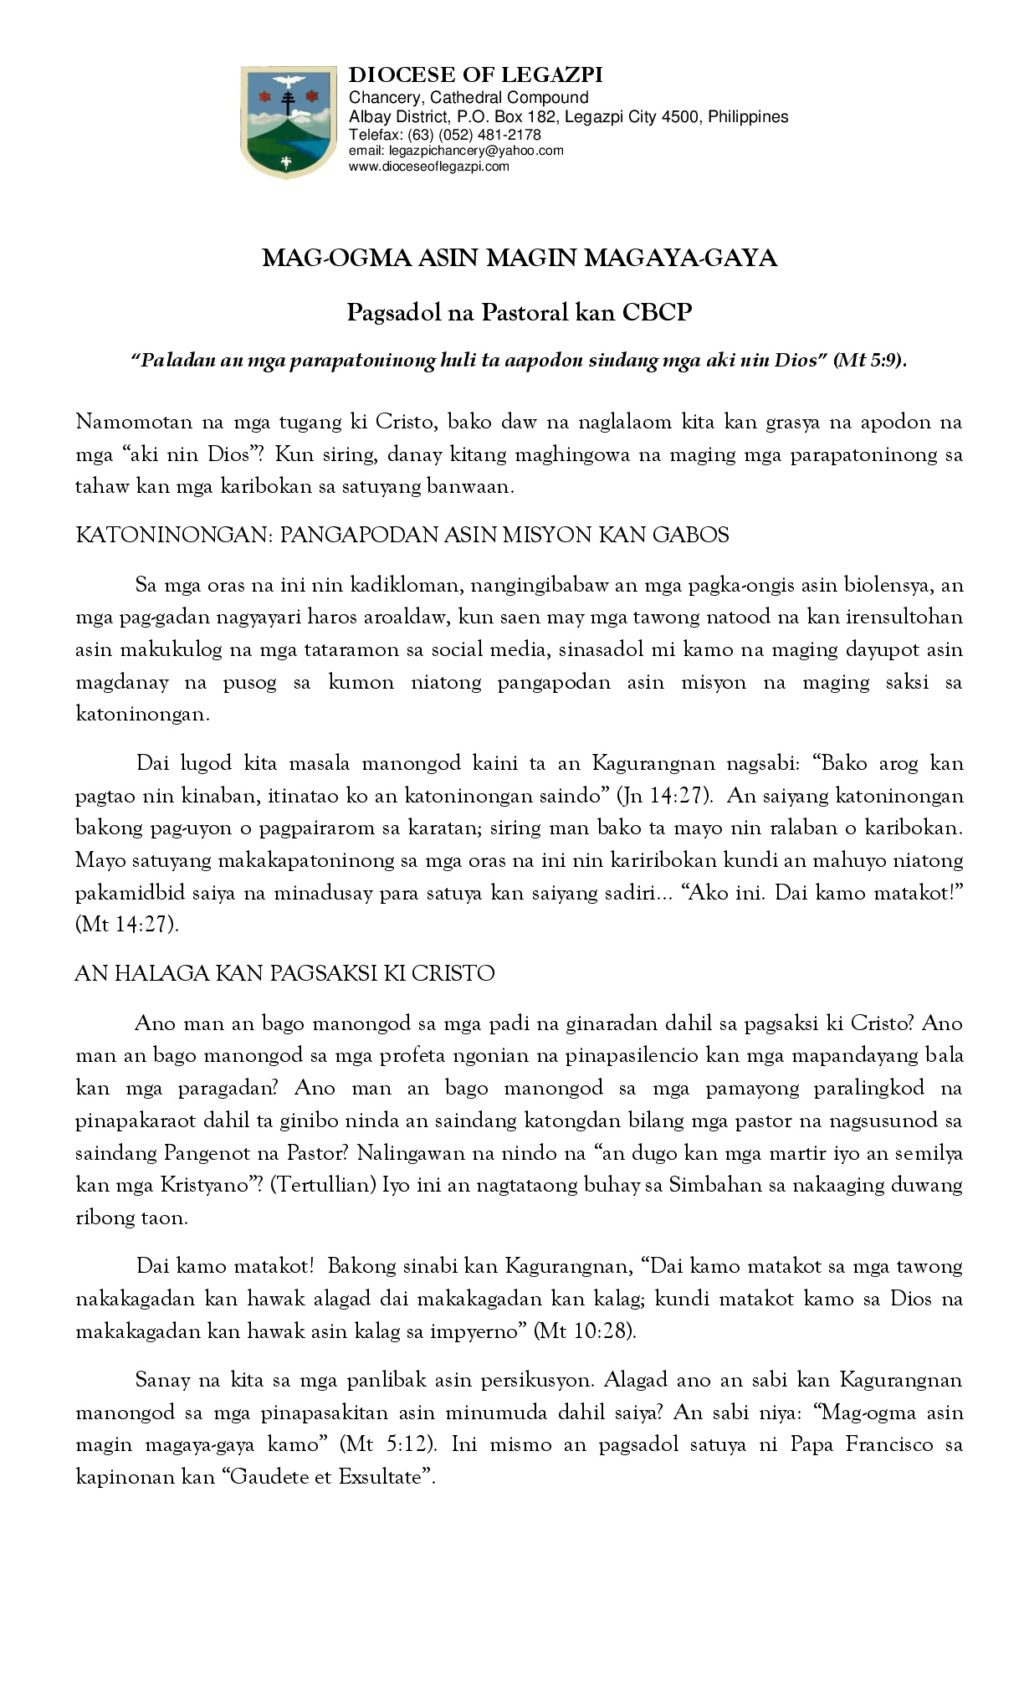 DIOCESE OF LEGAZPI
Chancery, Cathedral Compound
Albay District, P.O. Box 182, Legazpi City 4500, Philippines
Telefax: (63) (052) 481-2178
email: legazpichancery@yahoo.com
www.dioceseoflegazpi.com
MAG-OGMA ASIN MAGIN MAGAYA-GAYA
Pagsadol na Pastoral kan CBCP
“Paladan an mga parapatoninong huli ta aapodon sindang mga aki nin Dios” (Mt 5:9).
Namomotan na mga tugang ki Cristo, bako daw na naglalaom kita kan grasya na apodon na
mga “aki nin Dios”? Kun siring, danay kitang maghingowa na maging mga parapatoninong sa
tahaw kan mga karibokan sa satuyang banwaan.
KATONINONGAN: PANGAPODAN ASIN MISYON KAN GABOS
Sa mga oras na ini nin kadikloman, nangingibabaw an mga pagka-ongis asin biolensya, an
mga pag-gadan nagyayari haros aroaldaw, kun saen may mga tawong natood na kan irensultohan
asin makukulog na mga tataramon sa social media, sinasadol mi kamo na maging dayupot asin
magdanay na pusog sa kumon niatong pangapodan asin misyon na maging saksi sa
katoninongan.
Dai lugod kita masala manongod kaini ta an Kagurangnan nagsabi: “Bako arog kan
pagtao nin kinaban, itinatao ko an katoninongan saindo” (Jn 14:27). An saiyang katoninongan
bakong pag-uyon o pagpairarom sa karatan; siring man bako ta mayo nin ralaban o karibokan.
Mayo satuyang makakapatoninong sa mga oras na ini nin kariribokan kundi an mahuyo niatong
pakamidbid saiya na minadusay para satuya kan saiyang sadiri... “Ako ini. Dai kamo matakot!”
(Mt 14:27).
AN HALAGA KAN PAGSAKSI KI CRISTO
Ano man an bago manongod sa mga padi na ginaradan dahil sa pagsaksi ki Cristo? Ano
man an bago manongod sa mga profeta ngonian na pinapasilencio kan mga mapandayang bala
kan mga paragadan? Ano man an bago manongod sa mga pamayong paralingkod na
pinapakaraot dahil ta ginibo ninda an saindang katongdan bilang mga pastor na nagsusunod sa
saindang Pangenot na Pastor? Nalingawan na nindo na “an dugo kan mga martir iyo an semilya
kan mga Kristyano”? (Tertullian) Iyo ini an nagtataong buhay sa Simbahan sa nakaaging duwang
ribong taon.
Dai kamo matakot! Bakong sinabi kan Kagurangnan, “Dai kamo matakot sa mga tawong
nakakagadan kan hawak alagad dai makakagadan kan kalag; kundi matakot kamo sa Dios na
makakagadan kan hawak asin kalag sa impyerno” (Mt 10:28).
Sanay na kita sa mga panlibak asin persikusyon. Alagad ano an sabi kan Kagurangnan
manongod sa mga pinapasakitan asin minumuda dahil saiya? An sabi niya: “Mag-ogma asin
magin magaya-gaya kamo” (Mt 5:12). Ini mismo an pagsadol satuya ni Papa Francisco sa
kapinonan kan “Gaudete et Exsultate”.